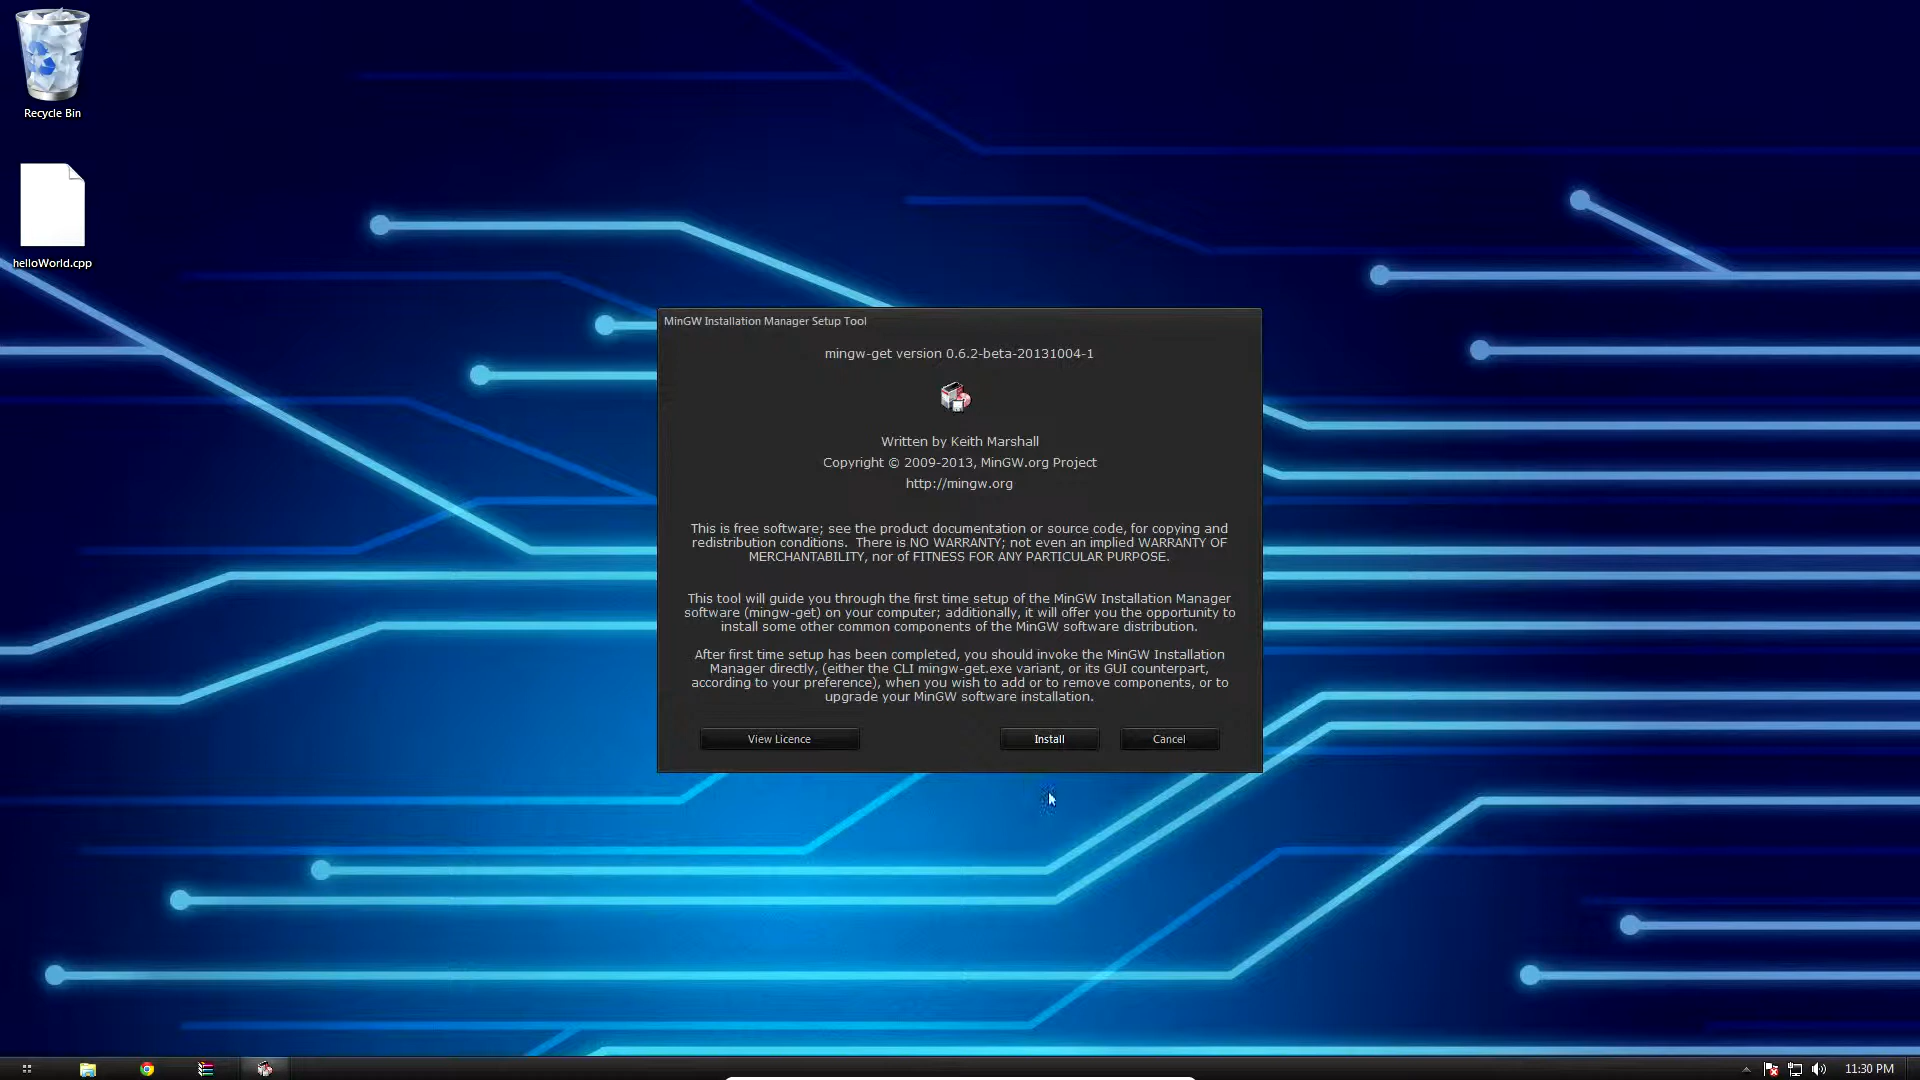 Recycle Bin
helloWorld.cpp
MinGW Installation Manager Setup Tool
mingw-get version 0.6.2-beta-20131004-1
Written by Keith Marshall
Copyright © 2009-2013, MinGW.org Project
http://mingw.org
This is free software; see the product documentation or source code, for copying and
redistribution conditions.  There is NO WARRANTY; not even an implied WARRANTY OF
MERCHANTABILITY, nor of FITNESS FOR ANY PARTICULAR PURPOSE.
This tool will guide you through the first time setup of the MinGW Installation Manager
software (mingw-get) on your computer; additionally, it will offer you the opportunity to
install some other common components of the MinGW software distribution.
After first time setup has been completed, you should invoke the MinGW Installation
Manager directly, (either the CLI mingw-get.exe variant, or its GUI counterpart,
according to your preference), when you wish to add or to remove components, or to
upgrade your MinGW software installation.
View Licence
Install
Cancel
11:30 PM